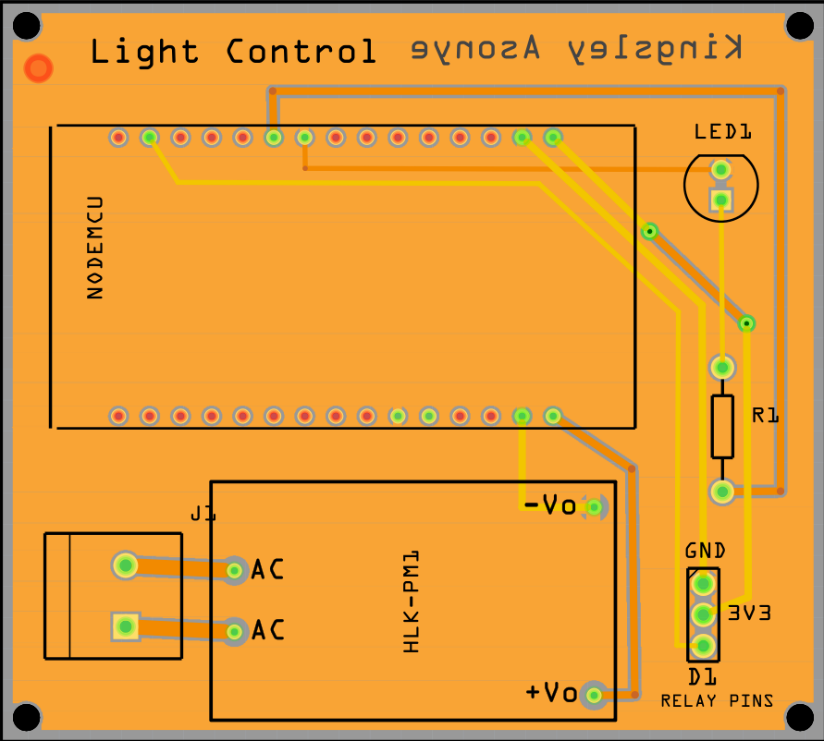 Light Control
Kingsley Asonye
LED1
NODEMCU
R1
J1
-Vo
GND
AC
HLK-PM1
3V3
AC
D1
+Vo
RELAY PINS